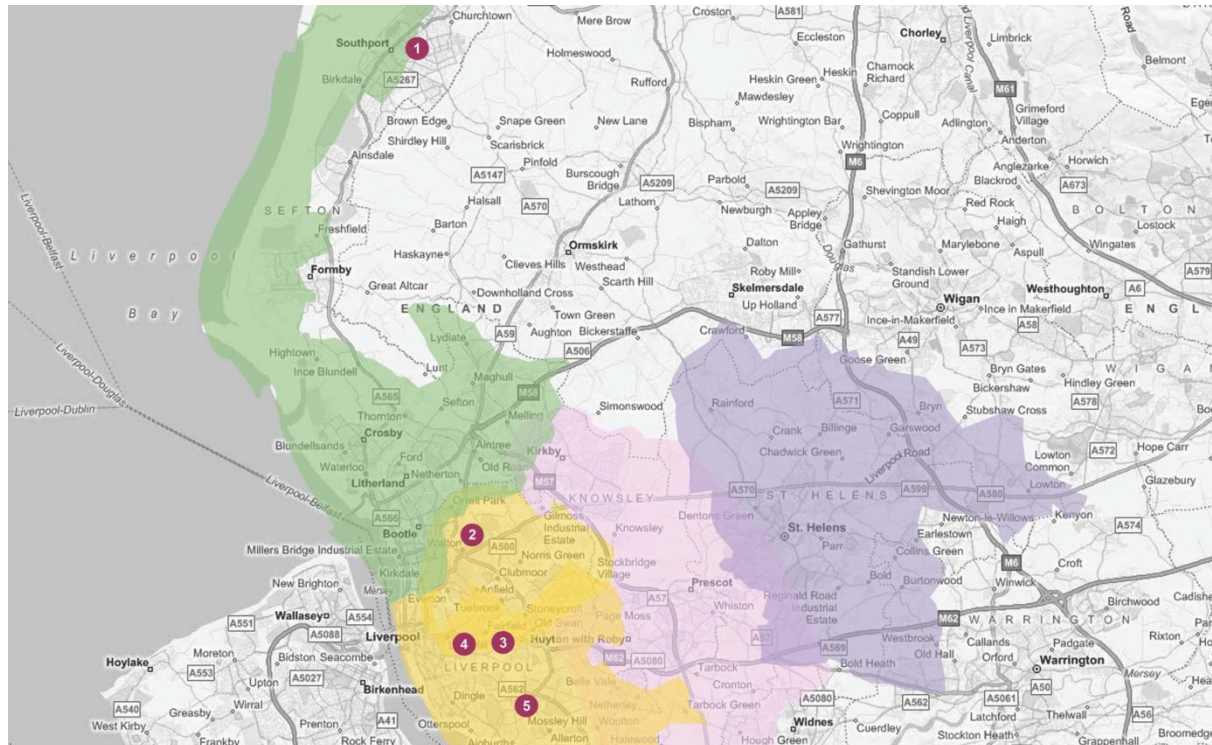 Churchtown
Mere Brow
Croston
A581
Chorley
and Liverpool Canal
Limbrick
Road
Belmont
Southport
1
Holmeswood
Eccleston
Birkdale
A5267
Rufford
Heskin Green
Heskin
Charnock
Richard
M61
Mawdesley
Grimeford
Village
Brown Edge
Snape Green
New Lane
Bispham
Wrightington Bar
Coppull
Adlington
Shirdley Hill
Scarisbrick
Wrightington
Anderton
Ainsdale
Pinfold
M6
Anglezarke
Horwich
A5147
Burscough
Bridge
A5209
Parbold
A5209
Shevington Moor
Blackrod
A673
SEFTON
Halsall
A570
Lathom
Newburgh
Appley
Bridge
Red Rock
Haigh
BOLTON
Liverpool-Belfast
Freshfield
Barton
Lostock
Liverpool
Bay
Haskayne
Ormskirk
Dalton
Gathurst
Douglas
Marylebone
Aspull
Wingates
Formby
Clieves Hills
Westhead
Roby Mill
Standish Lower
Ground
A579
Great Altcar
Downholland Cross
Scarth Hill
Skelmersdale
Up Holland
Wigan
Westhoughton
A6
ENGLAND
Town Green
A577
Ince-in-Makerfield
Ince in Makerfield
ENGL
A59
Aughton
Bickerstaffe
Crawford
M58
A49
A58
Lydiate
A506
Goose Green
A573
Hightown
Ince Blundell
Lunt
Maghull
Bryn Gates
WIGAN
Liverpool-Douglas
Liverpool-Dublin
A565
Sefton
M58
Simonswood
Rainford
A571
Bryn
Bickershaw
Hindley Green
A578
Thornton
Melling
Stubshaw Cross
Crosby
Crank
Billinge
Garswood
Blundellsands
Aintree
Kirkby
Chadwick Green
A572
Hope Carr
Waterloo
Ford
Old Roan
Liverpool Road
Lowton
Common
Litherland
Netherton
M57
A570
A599
A580
Lowton
Glazebury
Liverpool-Belfast
Orrell Park
KNOWSLEY
ST HELENS
A566
Gilmoss
Industrial
Estate
Dentons Green
Newton-le-Willows
Kenyon
Bootle
2
Knowsley
St. Helens
Earlestown
A574
Millers Bridge Industrial Estate
Walton
A580
Norris Green
Parr
Collins Green
M6
Croft
Kirkdale
Clubmoor
Stockbridge
Village
Prescot
Bold
Burtonwood
Winwick
New Brighton
Mersey
Everton
Anfield
A57
Whiston
Reginald Road
Industrial
Estate
Birchwood
Cadishe
Wallasey
A554
Tuebrook
Stoneycroft
Page Moss
M62
WARRINGTON
A551
A5088
Liverpool
Fairfield
Old Swan
A57
Westbrook
Callands
Padgate
Rixton
Hoylake
Moreton
Bidston
Seacombe
4
3
Huyton with Roby
A569
Old Hall
Orford
A553
LIVERPOOL
M62
A5080
Tarbock
Bold Heath
Warrington
Upton
A5027
Birkenhead
Belle Vale
Cronton
A50
Mersey
A540
Greasby
Wirral
Dingle
A562
Netherley
Tarbock Green
A5080
A562
A5061
West Kirby
Prenton
A41
5
Mossley Hill
Woolton
Widnes
Cuerdley
Latchford
Thelwall
A56
Frankby
Rock Ferry
Otterspool
Aigburth
Allerton
Halewood
Hough Green
Stockton Heath
Grappenhall